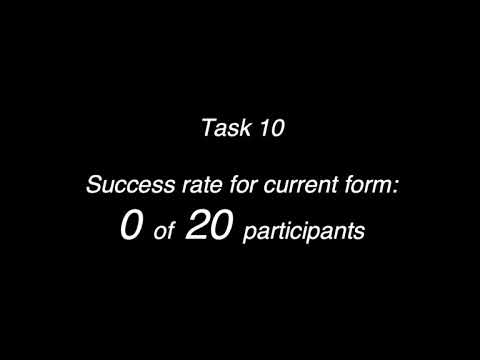 Task 10
Success rate for current form:
0 of 20 participants